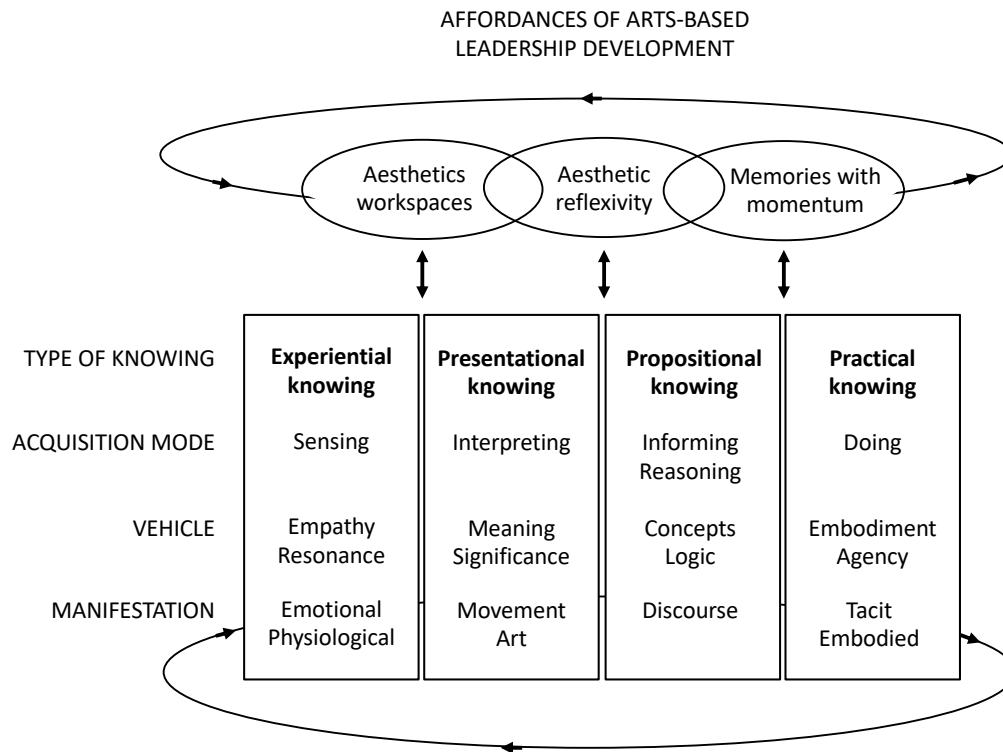 AFFORDANCES OF ARTS-BASED
LEADERSHIP DEVELOPMENT
Aesthetics
workspaces
Aesthetic
reflexivity
Memories with
momentum
TYPE OF KNOWING
Experiential
knowing
Presentational
knowing
Propositional
knowing
Practical
knowing
ACQUISITION MODE
Sensing
Interpreting
Informing
Reasoning
Doing
VEHICLE
Empathy
Resonance
Meaning
Significance
Concepts
Logic
Embodiment
Agency
MANIFESTATION
Emotional
Physiological
Movement
Art
Discourse
Tacit
Embodied